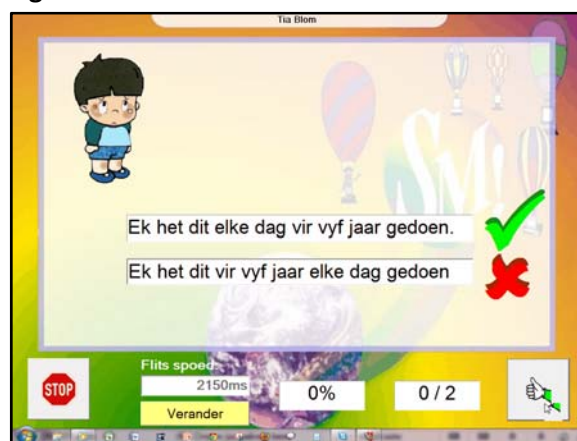 Tia Blom
SM!
Ek het dit elke dag vir vyf jaar gedoen.
Ek het dit vir vyf jaar elke dag gedoen
STOP
Flits spoed:
2150ms
Verander
0%
0 / 2